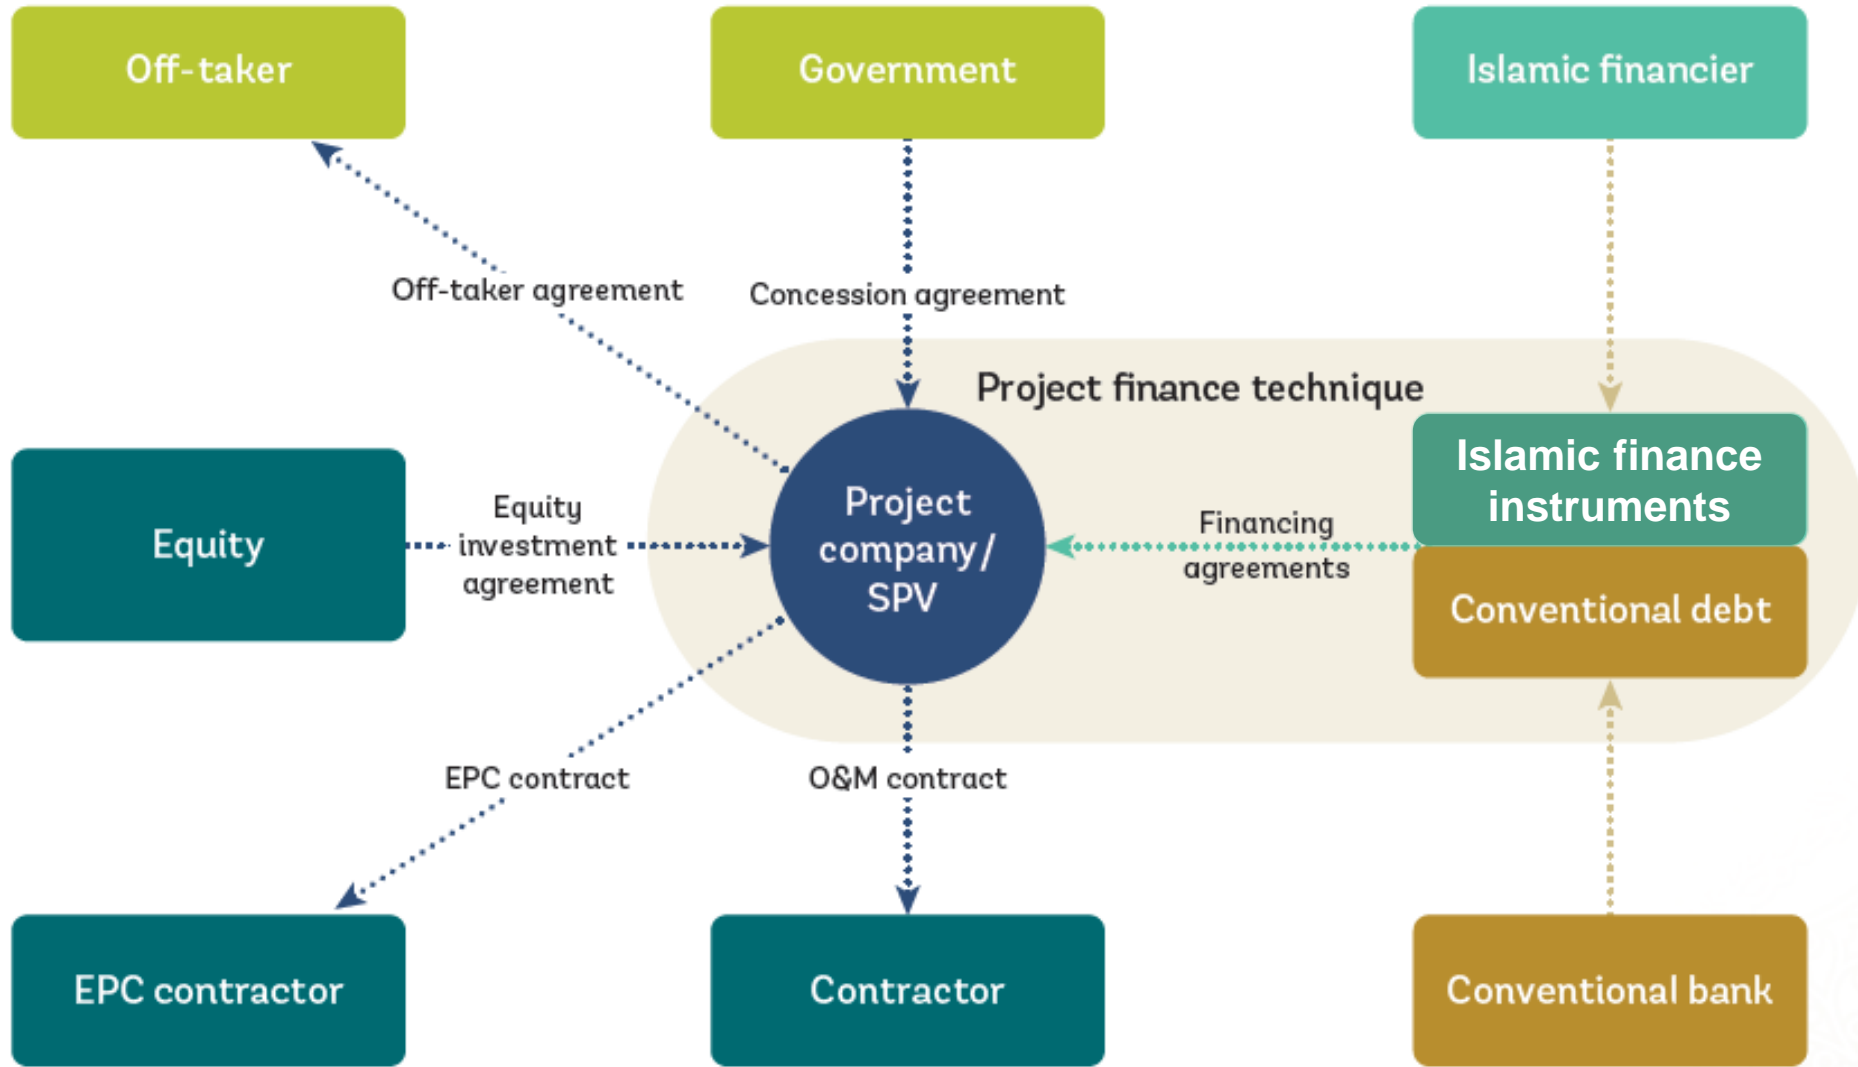 Off-taker
Government
Islamic financier
Off-taker agreement
Concession agreement
Project finance technique
Equity
Equity
investment
agreement
Project
company/
SPV
Financing
agreements
Islamic finance
instruments
Conventional debt
EPC contract
O&M contract
EPC contractor
Contractor
Conventional bank